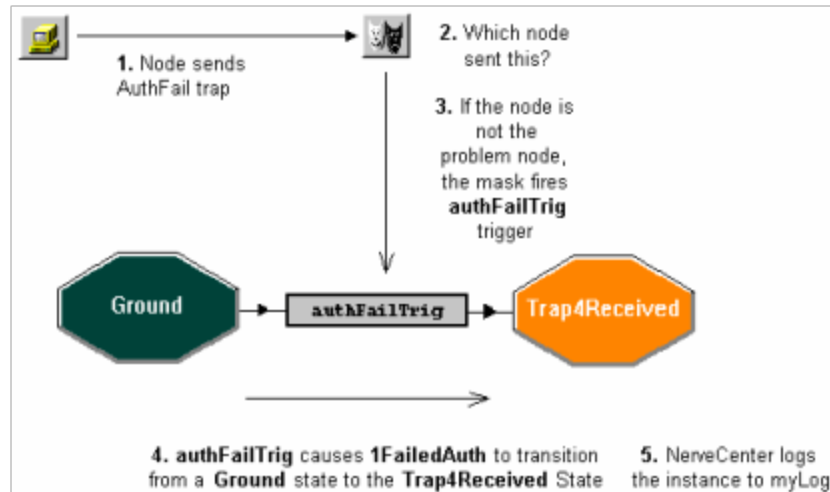 1. Node sends
AuthFail trap
2. Which node
sent this?
3. If the node is
not the
problem node,
the mask fires
authFailTrig
trigger
Ground
authFailTrig
Trap4Received
4. authFailTrig causes 1FailedAuth to transition
from a Ground state to the Trap4Received State
5. NerveCenter logs
the instance to myLog